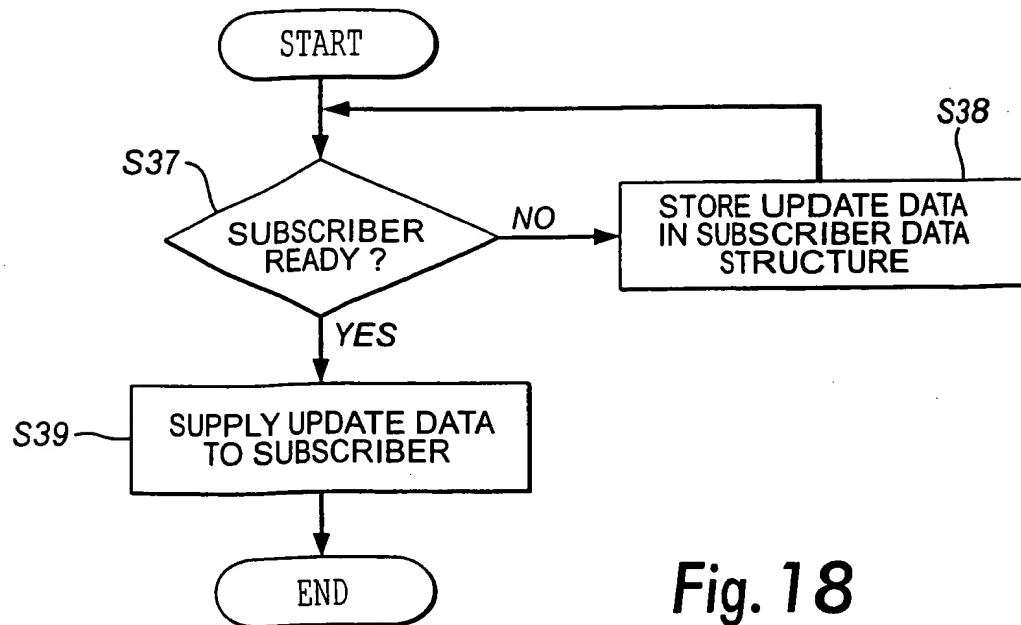 START
S37
SUBSCRIBER
READY ?
NO
S38
STORE UPDATE DATA
IN SUBSCRIBER DATA
STRUCTURE
YES
S39
SUPPLY UPDATE DATA
TO SUBSCRIBER
END
Fig. 18